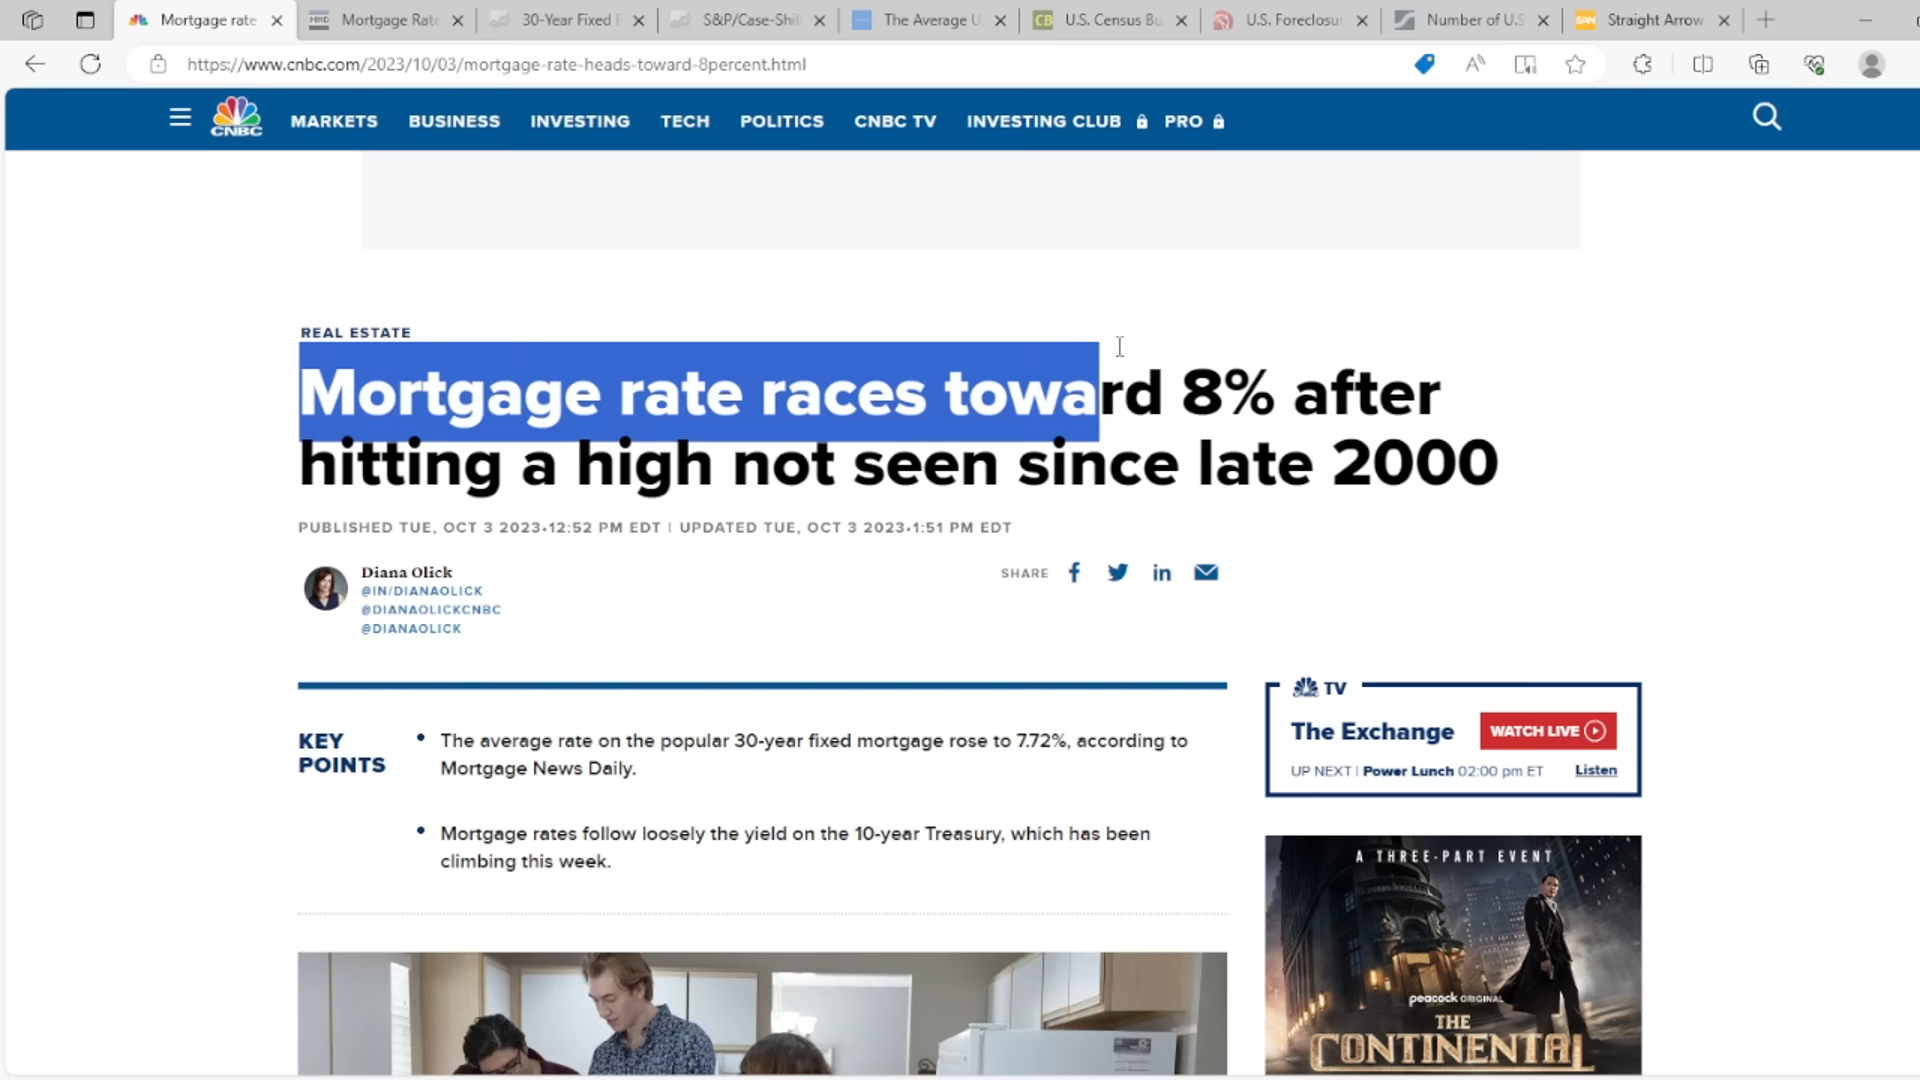 Mortgage rate
Mortgage Rate
30-Year Fixed F
S&P/Case-Shil
The Average U
CB
U.S. Census Bu
U.S. Foreclosur
Number of U.S
SAN
Straight Arrow
https://www.cnbc.com/2023/10/03/mortgage-rate-heads-toward-8percent.html
CNBC
MARKETS
BUSINESS
INVESTING
TECH
POLITICS
CNBC TV
INVESTING CLUB
PRO
REAL ESTATE
Mortgage rate races toward 8% after
hitting a high not seen since late 2000
PUBLISHED TUE, OCT 3 2023•12:52 PM EDT | UPDATED TUE, OCT 3 2023•1:51 PM EDT
Diana Olick
@IN/DIANAOLICK
@DIANAOLICKCNBC
@DIANAOLICK
SHARE
KEY
POINTS
• The average rate on the popular 30-year fixed mortgage rose to 7.72%, according to
Mortgage News Daily.
• Mortgage rates follow loosely the yield on the 10-year Treasury, which has been
climbing this week.
CNBC TV
The Exchange
WATCH LIVE
UP NEXT | Power Lunch 02:00 pm ET
Listen
A THREE-PART EVENT
peacock ORIGINAL
THE
CONTINENTAL